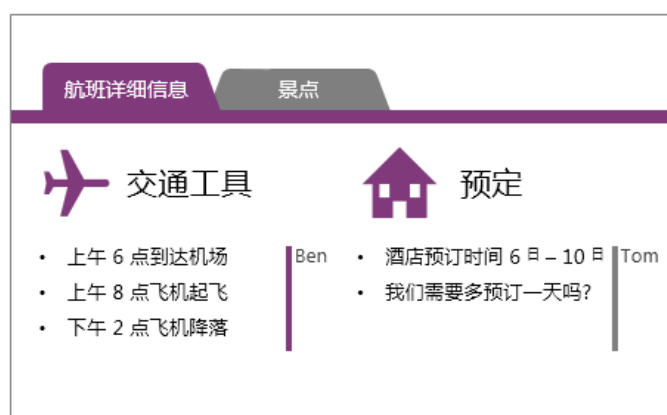 航班详细信息
景点
交通工具
• 上午 6 点到达机场
• 上午 8 点飞机起飞
• 下午 2 点飞机降落
Ben
预定
• 酒店预订时间 6 日 – 10 日
• 我们需要多预订一天吗?
Tom